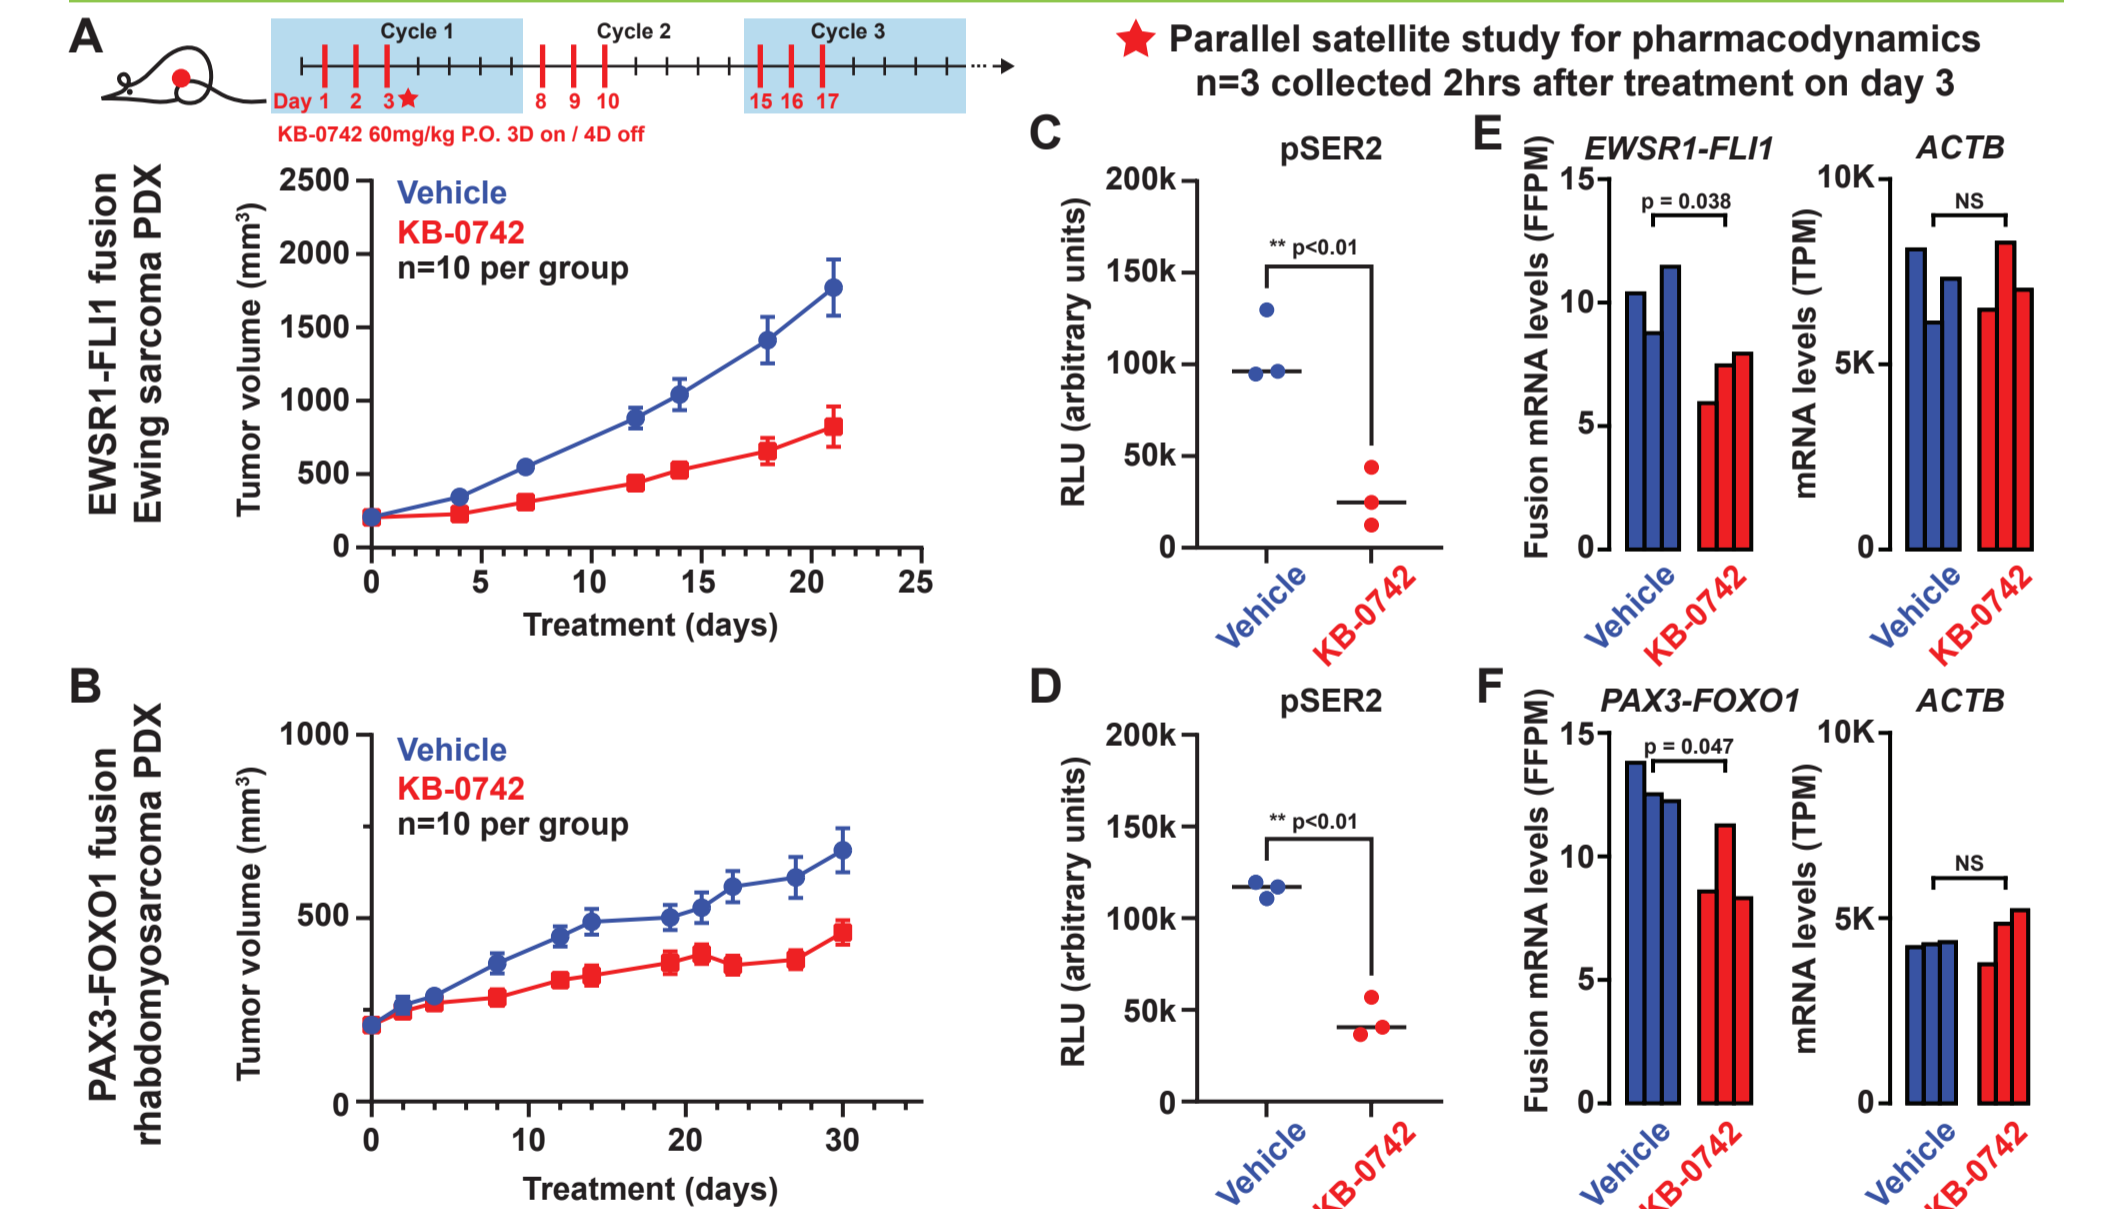 A
Cycle 1
Cycle 2
Cycle 3
Day 1 2 3 8 9 10 15 16 17
KB-0742 60mg/kg P.O. 3D on / 4D off
★ Parallel satellite study for pharmacodynamics
n=3 collected 2hrs after treatment on day 3
EWSR1-FLI1 fusion
Ewing sarcoma PDX
Tumor volume (mm³)
2500
2000
1500
1000
500
0
Vehicle
KB-0742
n=10 per group
0 5 10 15 20 25
Treatment (days)
C
pSER2
RLU (arbitrary units)
200k
150k
100k
50k
0
** p<0.01
Vehicle
KB-0742
E
EWSR1-FLI1
Fusion mRNA levels (FFPM)
15
10
5
0
p = 0.038
Vehicle
KB-0742
ACTB
mRNA levels (TPM)
10K
5K
0
NS
Vehicle
KB-0742
B
PAX3-FOXO1 fusion
rhabdomyosarcoma PDX
Tumor volume (mm³)
1000
500
0
Vehicle
KB-0742
n=10 per group
0 10 20 30
Treatment (days)
D
pSER2
RLU (arbitrary units)
200k
150k
100k
50k
0
** p<0.01
Vehicle
KB-0742
F
PAX3-FOXO1
Fusion mRNA levels (FFPM)
15
10
5
0
p = 0.047
Vehicle
KB-0742
ACTB
mRNA levels (TPM)
10K
5K
0
NS
Vehicle
KB-0742